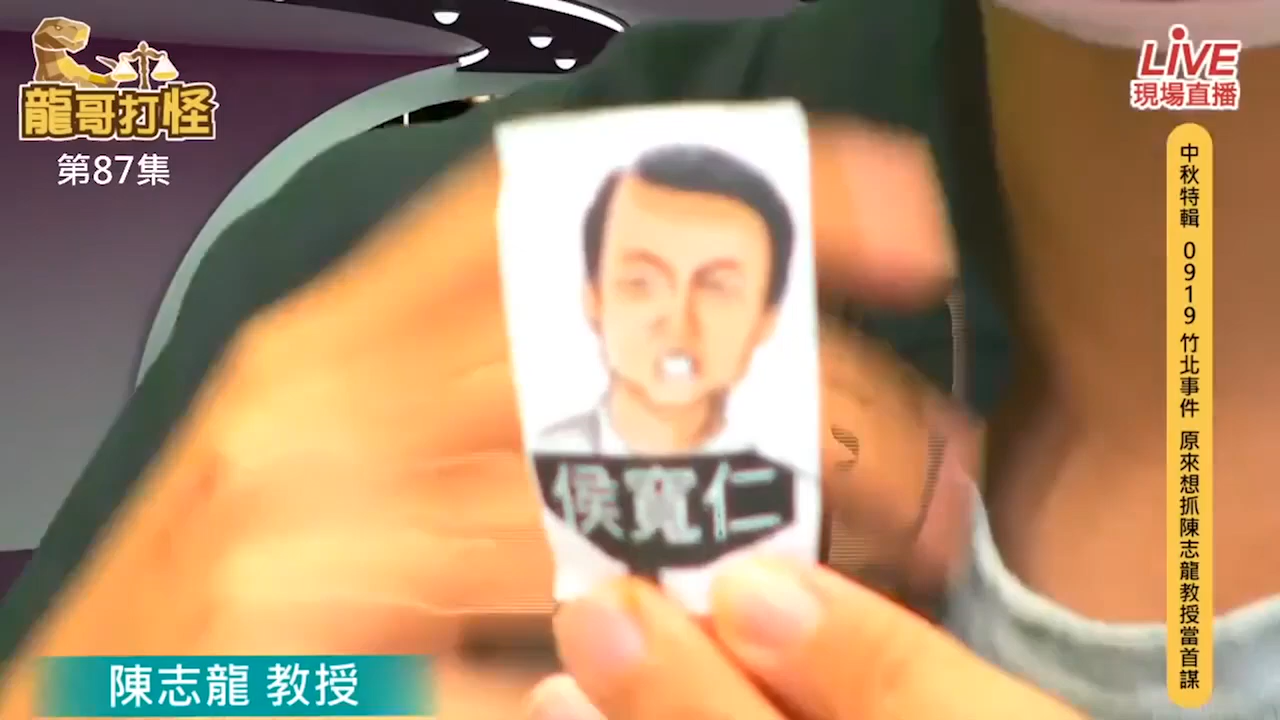 龍哥打怪
第87集
LIVE
現場直播
中秋特輯 0919 竹北事件 原來想抓陳志龍教授當首謀
侯寬仁
陳志龍 教授